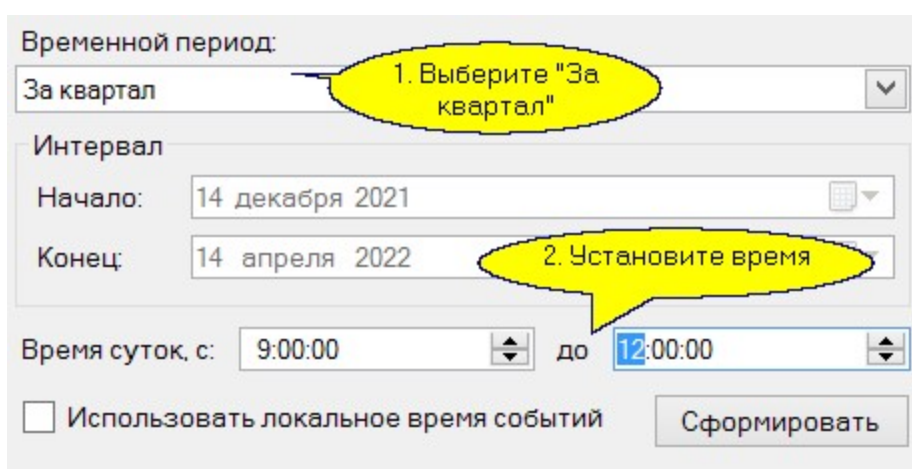 Временной период:
За квартал
1. Выберите "За
квартал"
Интервал
Начало: 14 декабря 2021
Конец: 14 апреля 2022
2. Установите время
Время суток, с: 9:00:00 до 12:00:00
Использовать локальное время событий
Сформировать